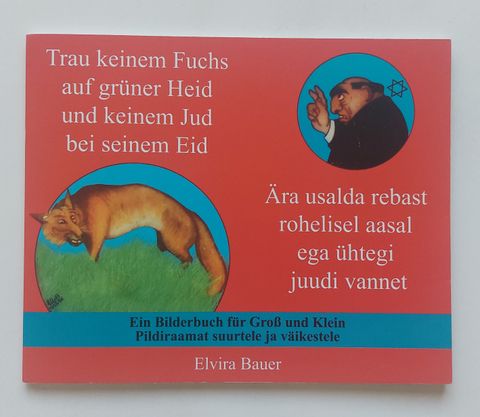 Trau keinem Fuchs
auf grüner Heid
und keinem Jud
bei seinem Eid
Ära usalda rebast
rohelisel aasal
ega ühtegi
juudi vannet
Ein Bilderbuch für Groß und Klein
Pildiraamat suurtele ja väikestele
Elvira Bauer